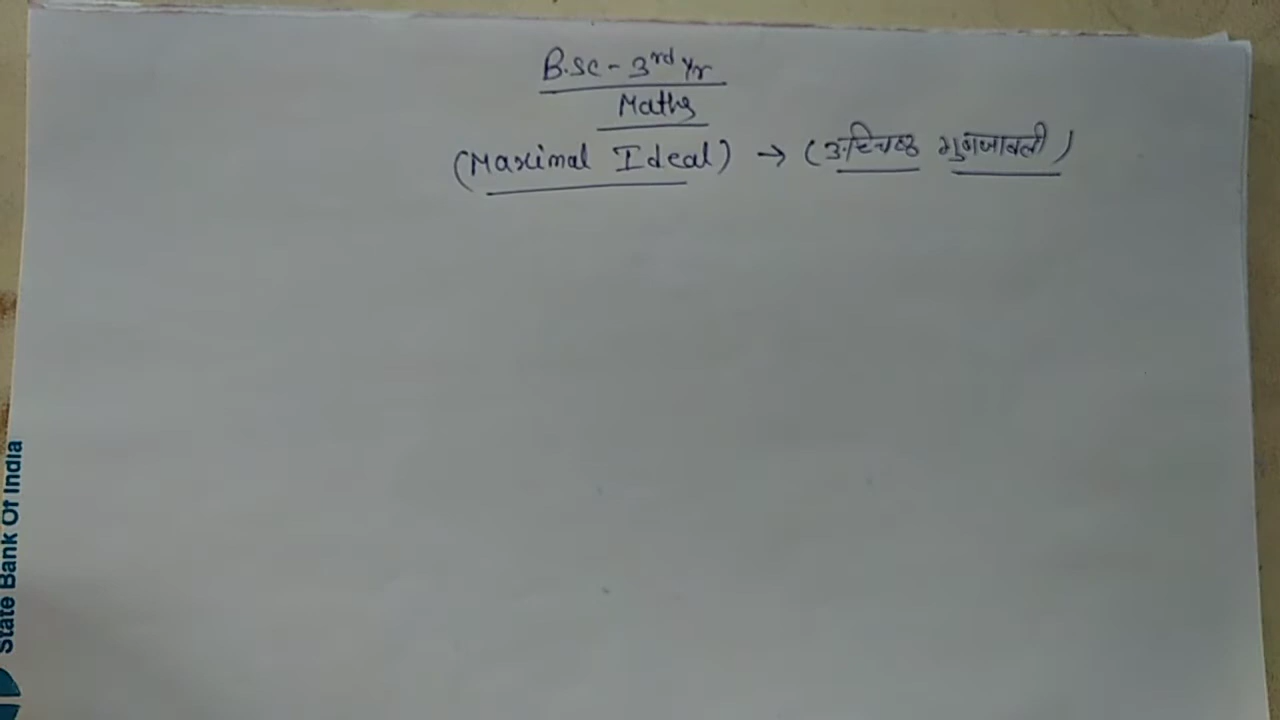 B.Sc - 3rd Yr
Maths
(Maximal Ideal) → (उच्चिष्ठ गुणजावली)
State Bank Of India